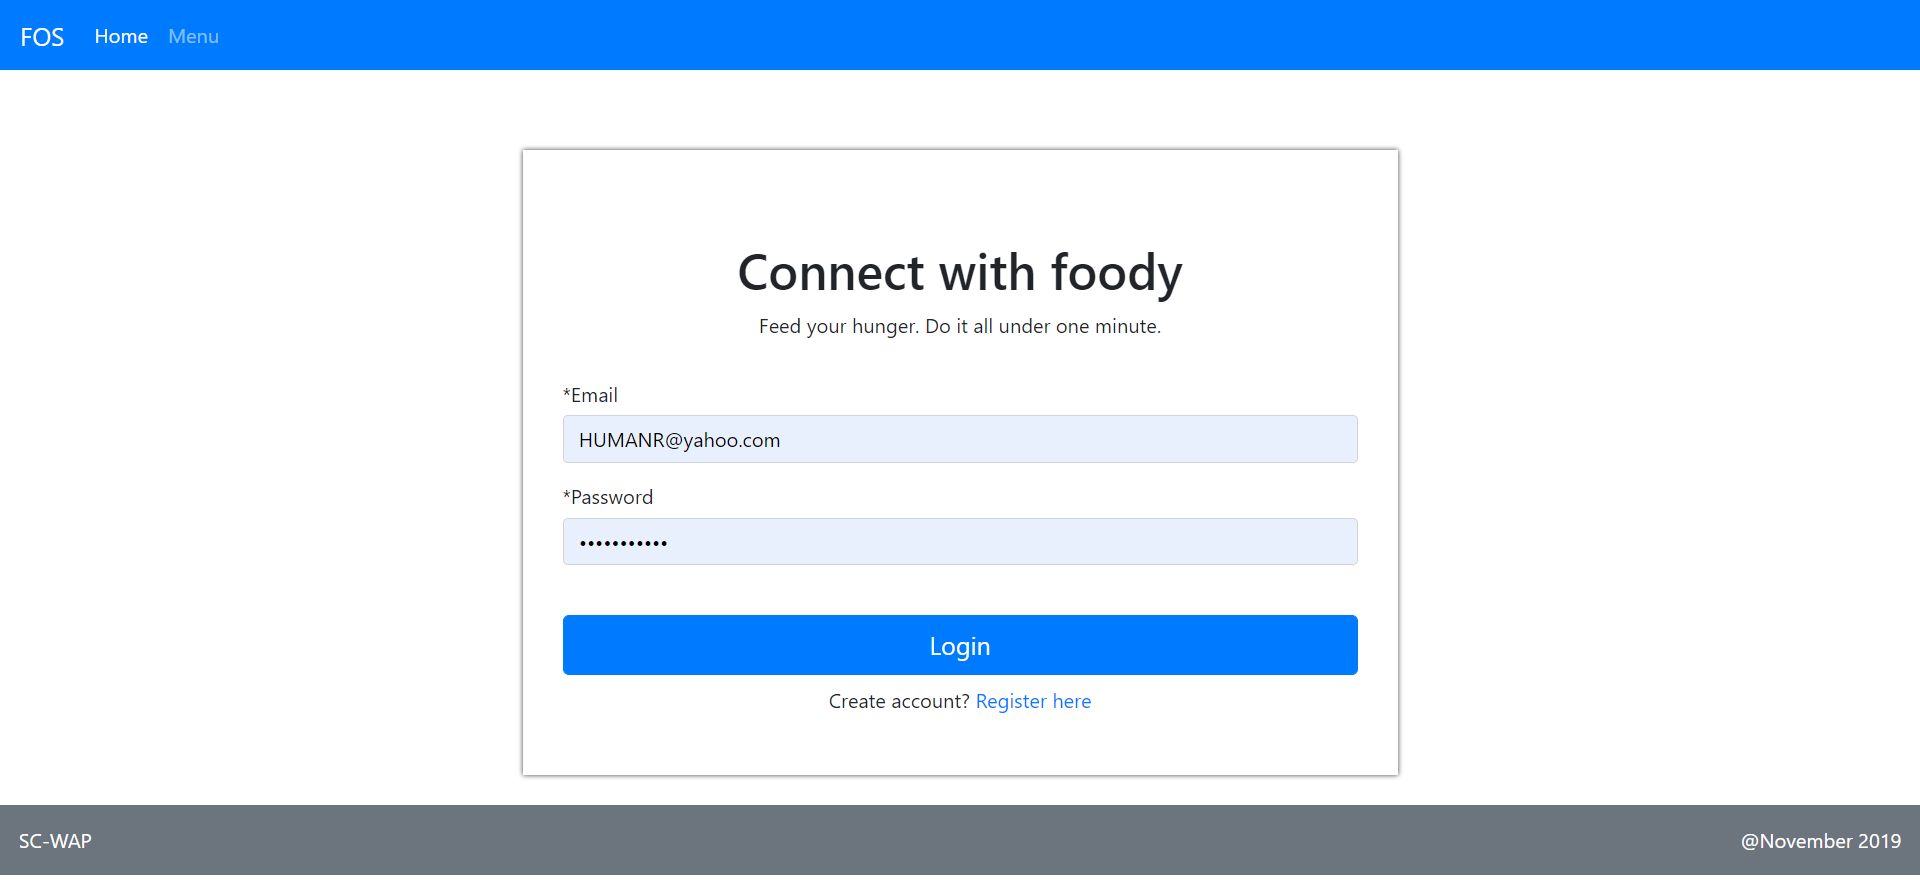 FOS Home Menu
Connect with foody
Feed your hunger. Do it all under one minute.
*Email
HUMANR@yahoo.com
*Password
•••••••••••
Login
Create account? Register here
SC-WAP @November 2019